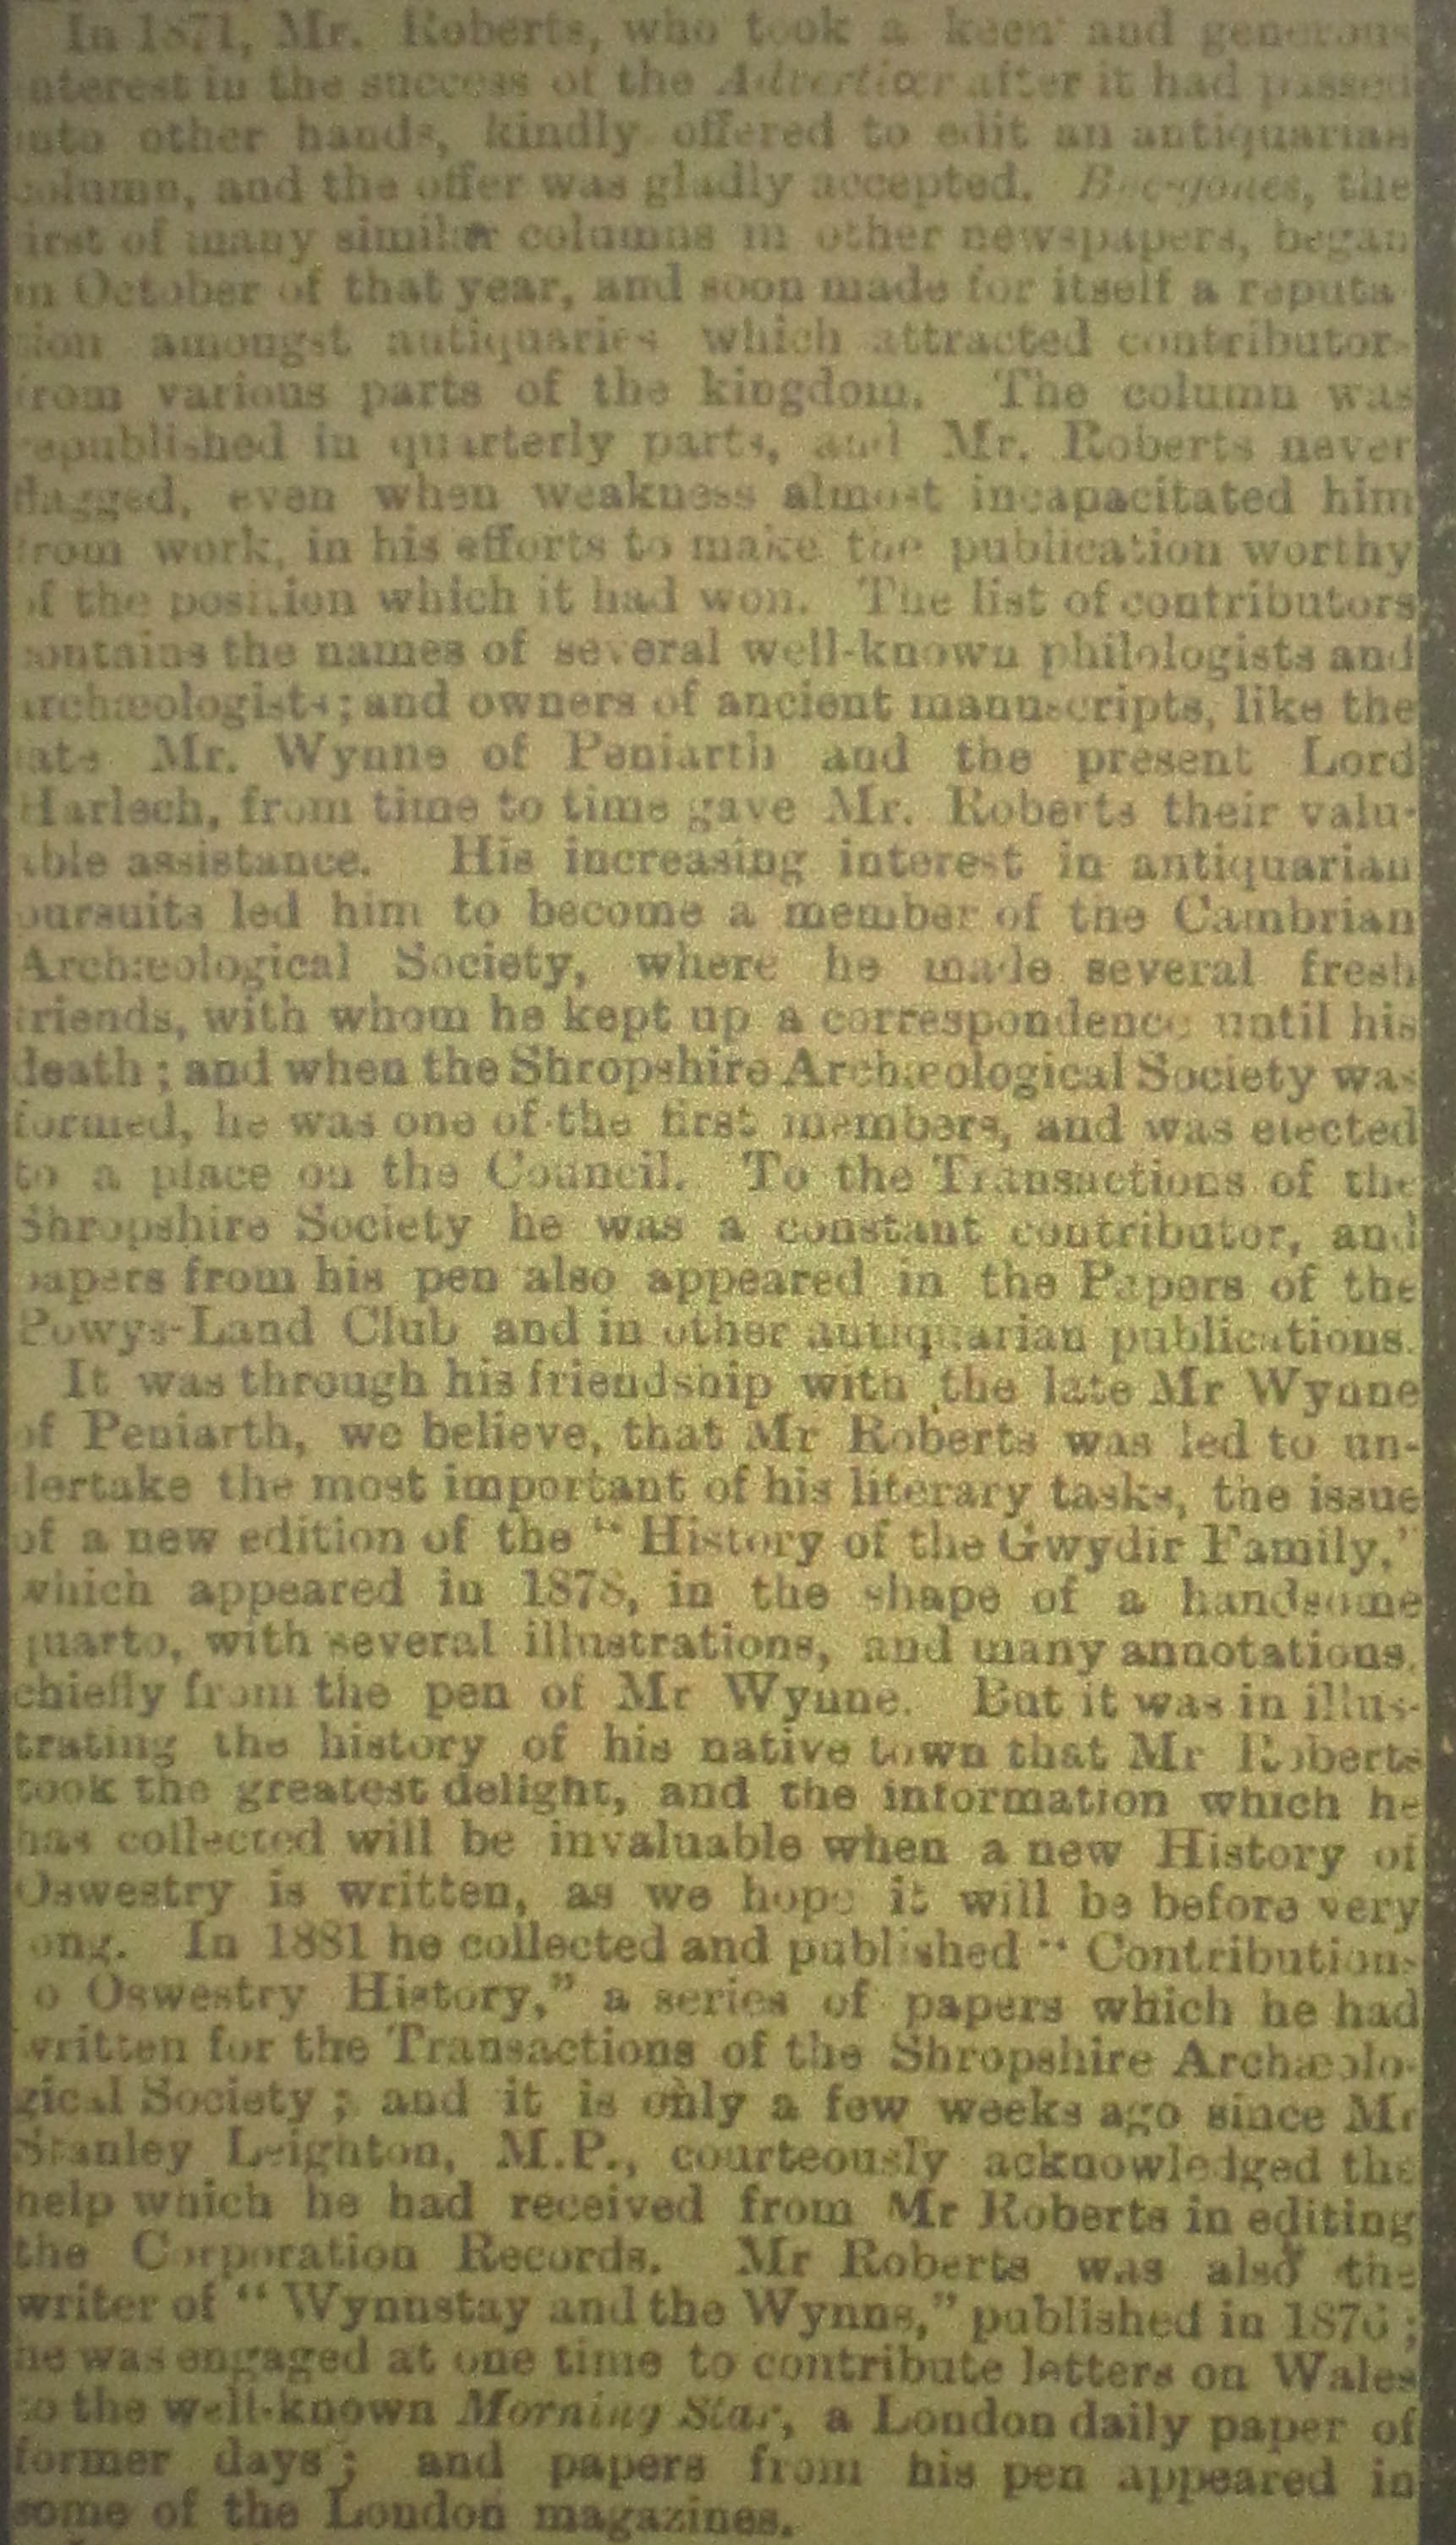 In 1871, Mr. Roberts, who took a keen and generous
interest in the success of the Advertizer after it had passed
into other hands, kindly offered to edit an antiquarian
column, and the offer was gladly accepted. Bye-gones, the
first of many similar columns in other newspapers, began
in October of that year, and soon made for itself a reputa
tion amongst antiquaries which attracted contributors
from various parts of the kingdom. The column was
republished in quarterly parts, and Mr. Roberts never
flagged, even when weakness almost incapacitated him
from work, in his efforts to make the publication worthy
of the position which it had won. The list of contributors
contains the names of several well-known philologists and
archæologists; and owners of ancient manuscripts, like the
late Mr. Wynne of Peniarth and the present Lord
Harlech, from time to time gave Mr. Roberts their valu-
able assistance. His increasing interest in antiquarian
pursuits led him to become a member of the Cambrian
Archæological Society, where he made several fresh
friends, with whom he kept up a correspondence until his
death; and when the Shropshire Archæological Society was
formed, he was one of the first members, and was elected
to a place on the Council. To the Transactions of the
Shropshire Society he was a constant contributor, and
papers from his pen also appeared in the Papers of the
Powys-Land Club and in other antiquarian publications.
It was through his friendship with the late Mr Wynne
of Peniarth, we believe, that Mr Roberts was led to un-
dertake the most important of his literary tasks, the issue
of a new edition of the "History of the Gwydir Family,"
which appeared in 1878, in the shape of a handsome
quarto, with several illustrations, and many annotations,
chiefly from the pen of Mr Wynne. But it was in illus-
trating the history of his native town that Mr Roberts
took the greatest delight, and the information which he
has collected will be invaluable when a new History of
Oswestry is written, as we hope it will be before very
long. In 1881 he collected and published "Contributions
to Oswestry History," a series of papers which he had
written for the Transactions of the Shropshire Archæolo-
gical Society; and it is only a few weeks ago since Mr
Stanley Leighton, M.P., courteously acknowledged the
help which he had received from Mr Roberts in editing
the Corporation Records. Mr Roberts was also the
writer of "Wynnstay and the Wynns," published in 1876;
he was engaged at one time to contribute letters on Wales
to the well-known Morning Star, a London daily paper of
former days; and papers from his pen appeared in
some of the London magazines.